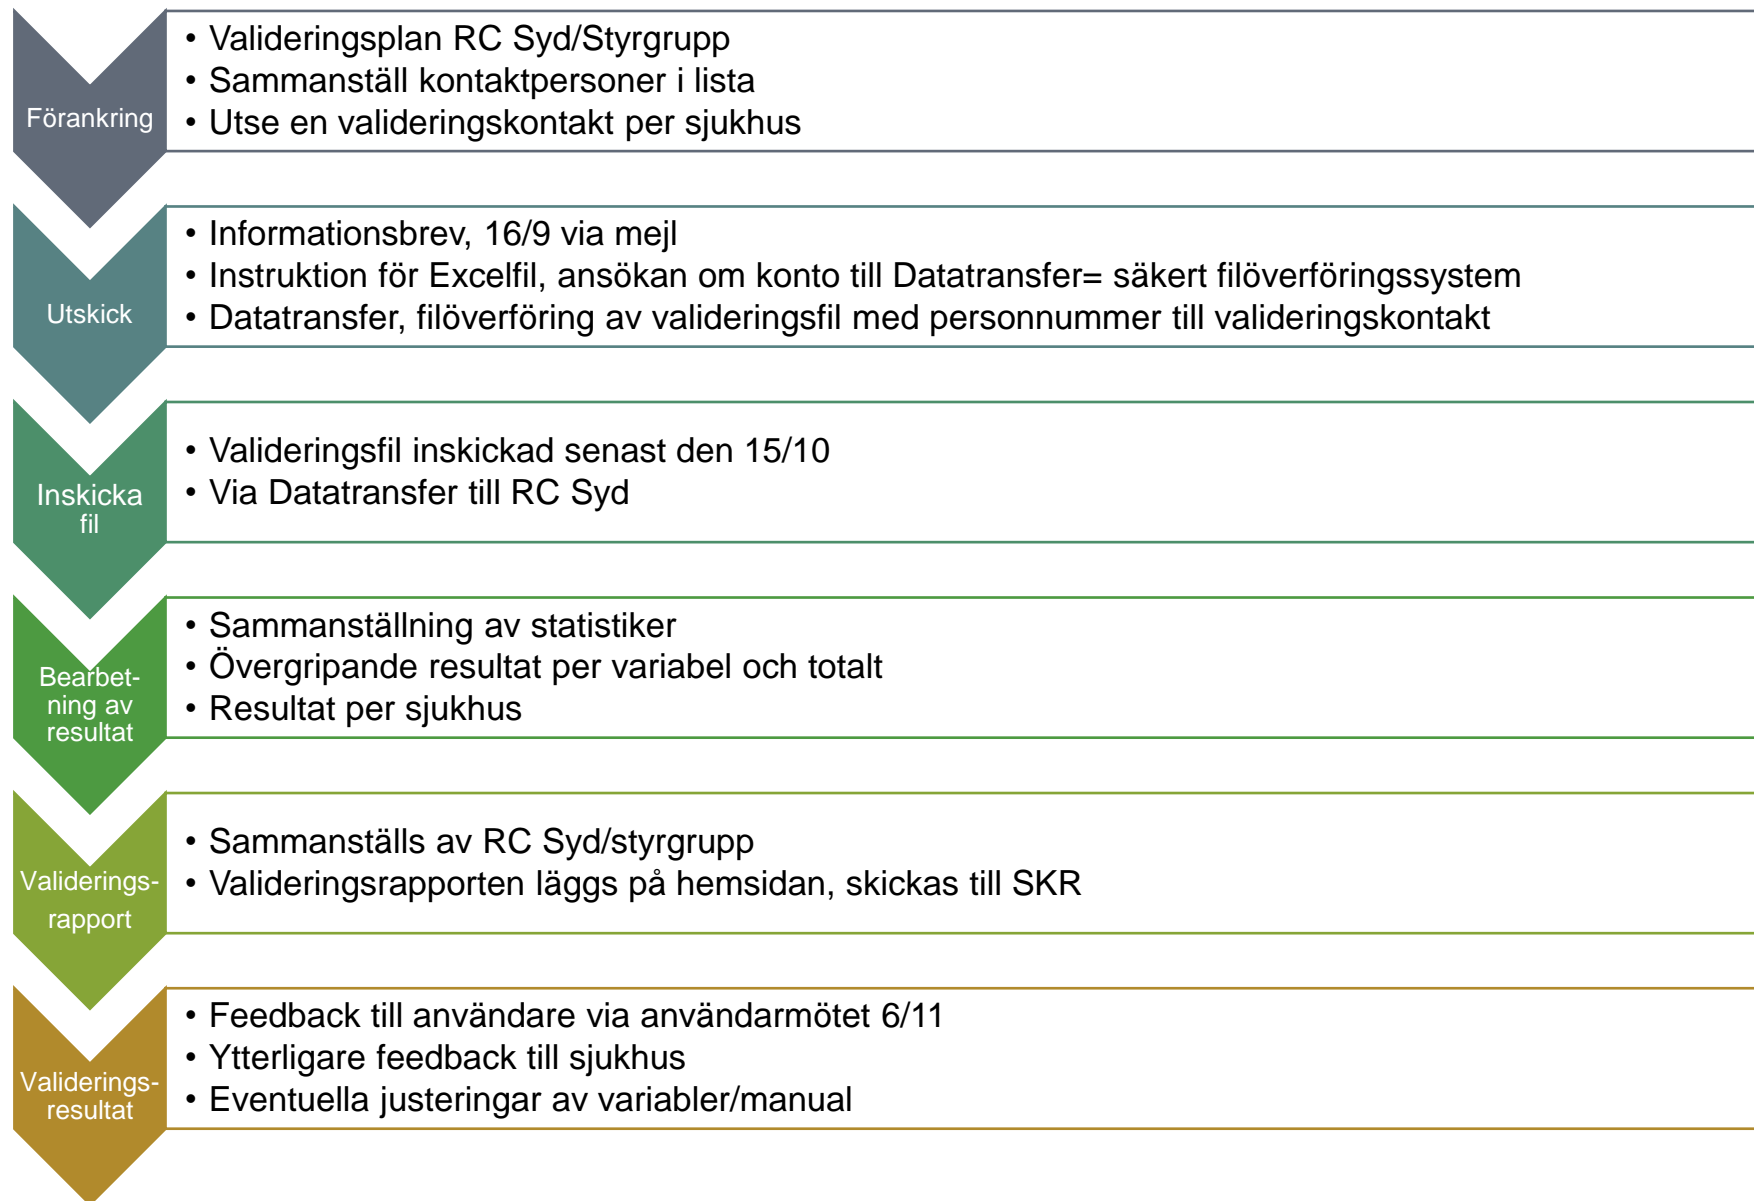 Förankring
• Valideringsplan RC Syd/Styrgrupp
• Sammanställ kontaktpersoner i lista
• Utse en valideringskontakt per sjukhus
Utskick
• Informationsbrev, 16/9 via mejl
• Instruktion för Excelfil, ansökan om konto till Datatransfer= säkert filöverföringssystem
• Datatransfer, filöverföring av valideringsfil med personnummer till valideringskontakt
Inskicka
fil
• Valideringsfil inskickad senast den 15/10
• Via Datatransfer till RC Syd
Bearbet-
ning av
resultat
• Sammanställning av statistiker
• Övergripande resultat per variabel och totalt
• Resultat per sjukhus
Validerings-
rapport
• Sammanställs av RC Syd/styrgrupp
• Valideringsrapporten läggs på hemsidan, skickas till SKR
Validerings-
resultat
• Feedback till användare via användarmötet 6/11
• Ytterligare feedback till sjukhus
• Eventuella justeringar av variabler/manual